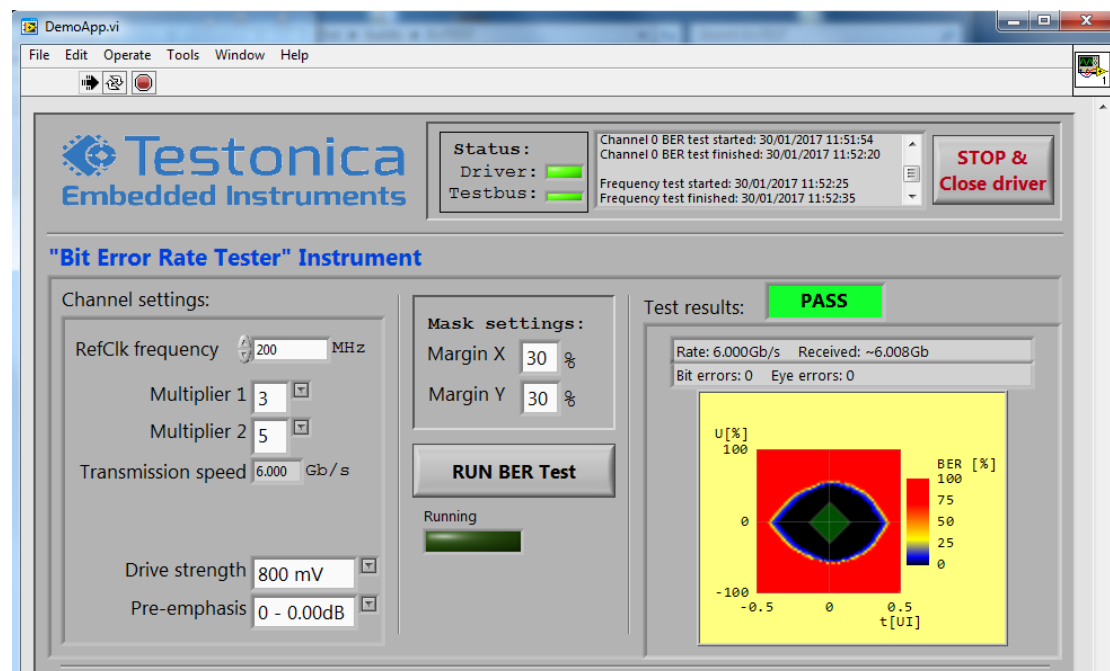 DemoApp.vi
File Edit Operate Tools Window Help
1
Testonica
Embedded Instruments
Status:
Driver:
Testbus:
Channel 0 BER test started: 30/01/2017 11:51:54
Channel 0 BER test finished: 30/01/2017 11:52:20
Frequency test started: 30/01/2017 11:52:25
Frequency test finished: 30/01/2017 11:52:35
STOP &
Close driver
"Bit Error Rate Tester" Instrument
Channel settings:
RefClk frequency 200 MHz
Multiplier 1 3
Multiplier 2 5
Transmission speed 6.000 Gb/s
Drive strength 800 mV
Pre-emphasis 0 - 0.00dB
Mask settings:
Margin X 30 %
Margin Y 30 %
RUN BER Test
Running
Test results: PASS
Rate: 6.000Gb/s Received: ~6.008Gb
Bit errors: 0 Eye errors: 0
U[%]
100
0
-100
-0.5 0 0.5
t[UI]
BER [%]
100
75
50
25
0